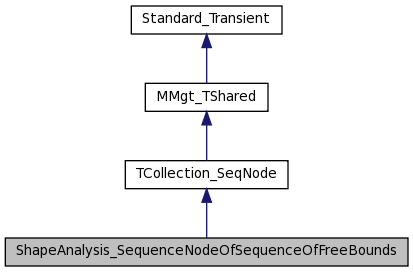 Standard_Transient
MMgt_TShared
TCollection_SeqNode
ShapeAnalysis_SequenceNodeOfSequenceOfFreeBounds